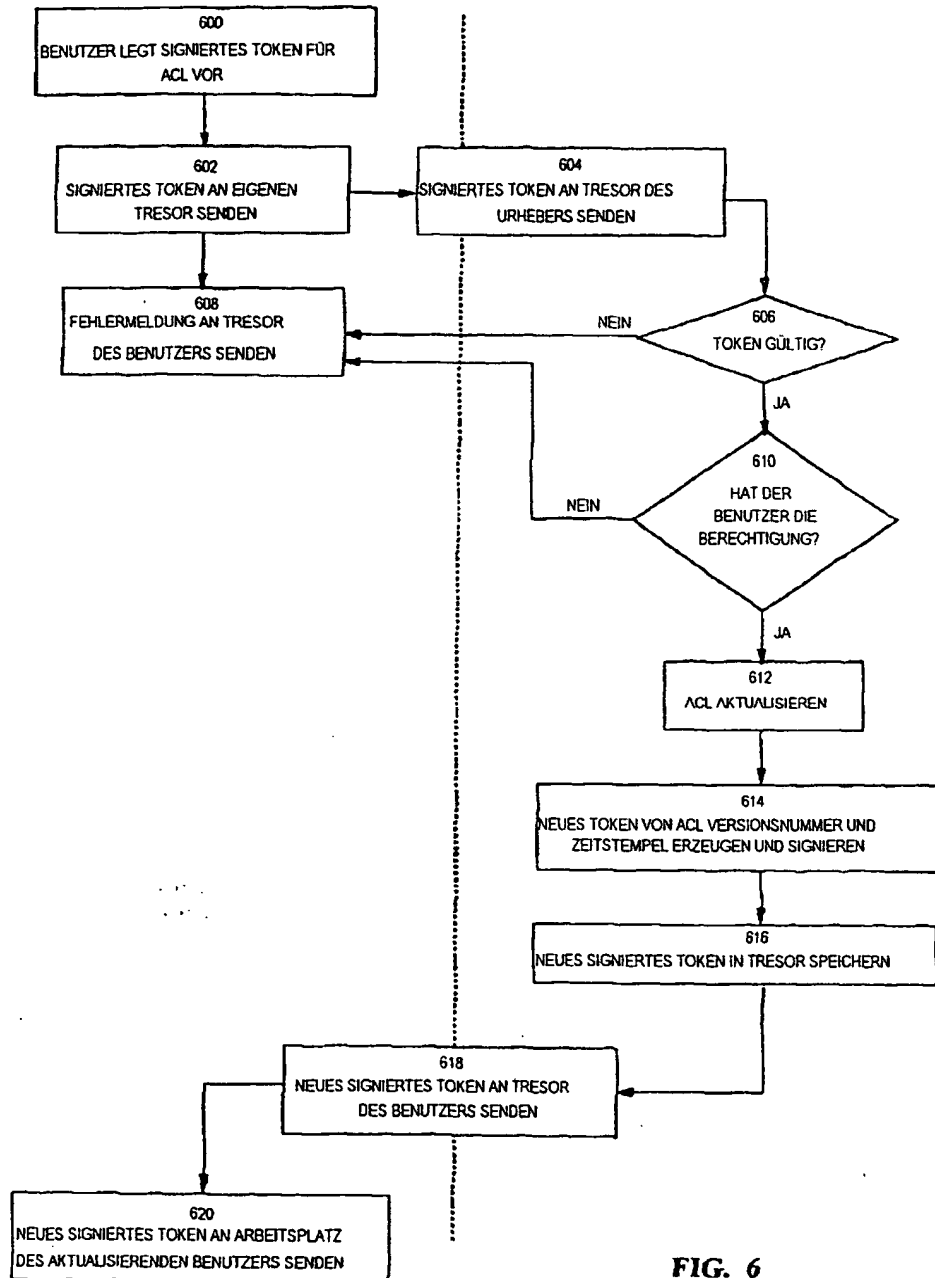 600
BENUTZER LEGT SIGNIERTES TOKEN FÜR
ACL VOR
602
SIGNIERTES TOKEN AN EIGENEN
TRESOR SENDEN
604
SIGNIERTES TOKEN AN TRESOR DES
URHEBERS SENDEN
608
FEHLERMELDUNG AN TRESOR
DES BENUTZERS SENDEN
NEIN
606
TOKEN GÜLTIG?
JA
610
HAT DER
BENUTZER DIE
BERECHTIGUNG?
NEIN
JA
612
ACL AKTUALISIEREN
614
NEUES TOKEN VON ACL VERSIONSNUMMER UND
ZEITSTEMPEL ERZEUGEN UND SIGNIEREN
616
NEUES SIGNIERTES TOKEN IN TRESOR SPEICHERN
618
NEUES SIGNIERTES TOKEN AN TRESOR
DES BENUTZERS SENDEN
620
NEUES SIGNIERTES TOKEN AN ARBEITSPLATZ
DES AKTUALISIERENDEN BENUTZERS SENDEN
FIG. 6